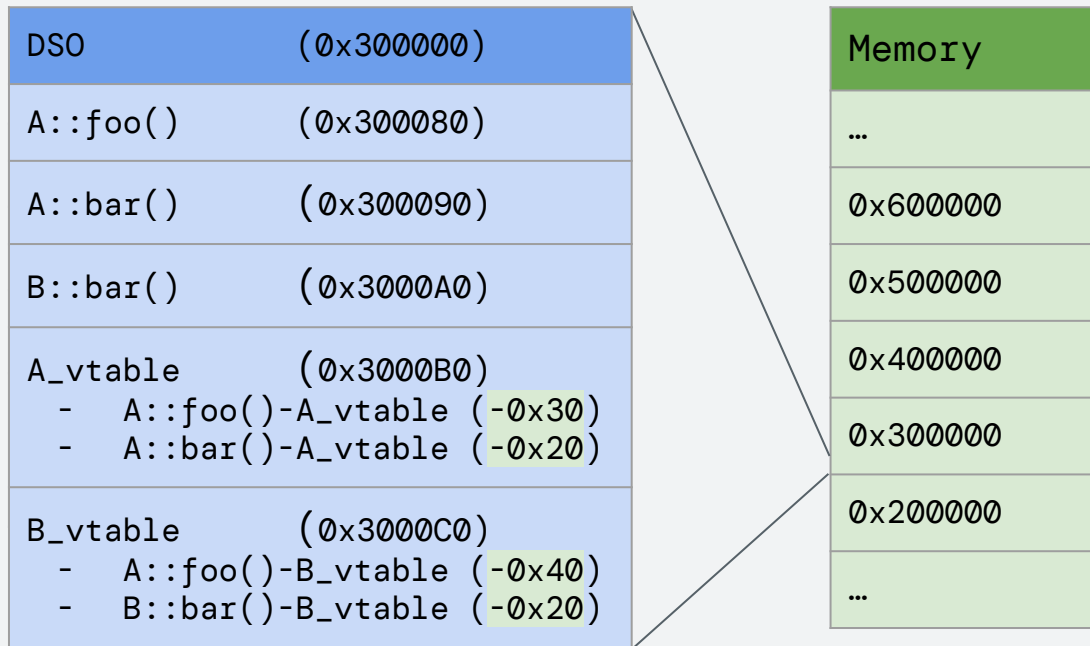 DSO (0x300000)
A::foo() (0x300080)
A::bar() (0x300090)
B::bar() (0x3000A0)
A_vtable (0x3000B0)
- A::foo()-A_vtable (-0x30)
- A::bar()-A_vtable (-0x20)
B_vtable (0x3000C0)
- A::foo()-B_vtable (-0x40)
- B::bar()-B_vtable (-0x20)
Memory
…
0x600000
0x500000
0x400000
0x300000
0x200000
…